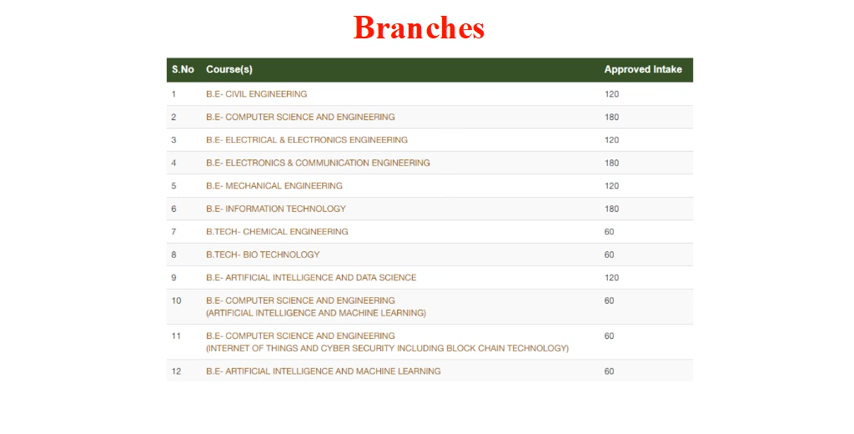 Branches
S.No Course(s) Approved Intake
1 B.E- CIVIL ENGINEERING 120
2 B.E- COMPUTER SCIENCE AND ENGINEERING 180
3 B.E- ELECTRICAL & ELECTRONICS ENGINEERING 120
4 B.E- ELECTRONICS & COMMUNICATION ENGINEERING 180
5 B.E- MECHANICAL ENGINEERING 120
6 B.E- INFORMATION TECHNOLOGY 180
7 B.TECH- CHEMICAL ENGINEERING 60
8 B.TECH- BIO TECHNOLOGY 60
9 B.E- ARTIFICIAL INTELLIGENCE AND DATA SCIENCE 120
10 B.E- COMPUTER SCIENCE AND ENGINEERING 60
(ARTIFICIAL INTELLIGENCE AND MACHINE LEARNING)
11 B.E- COMPUTER SCIENCE AND ENGINEERING 60
(INTERNET OF THINGS AND CYBER SECURITY INCLUDING BLOCK CHAIN TECHNOLOGY)
12 B.E- ARTIFICIAL INTELLIGENCE AND MACHINE LEARNING 60